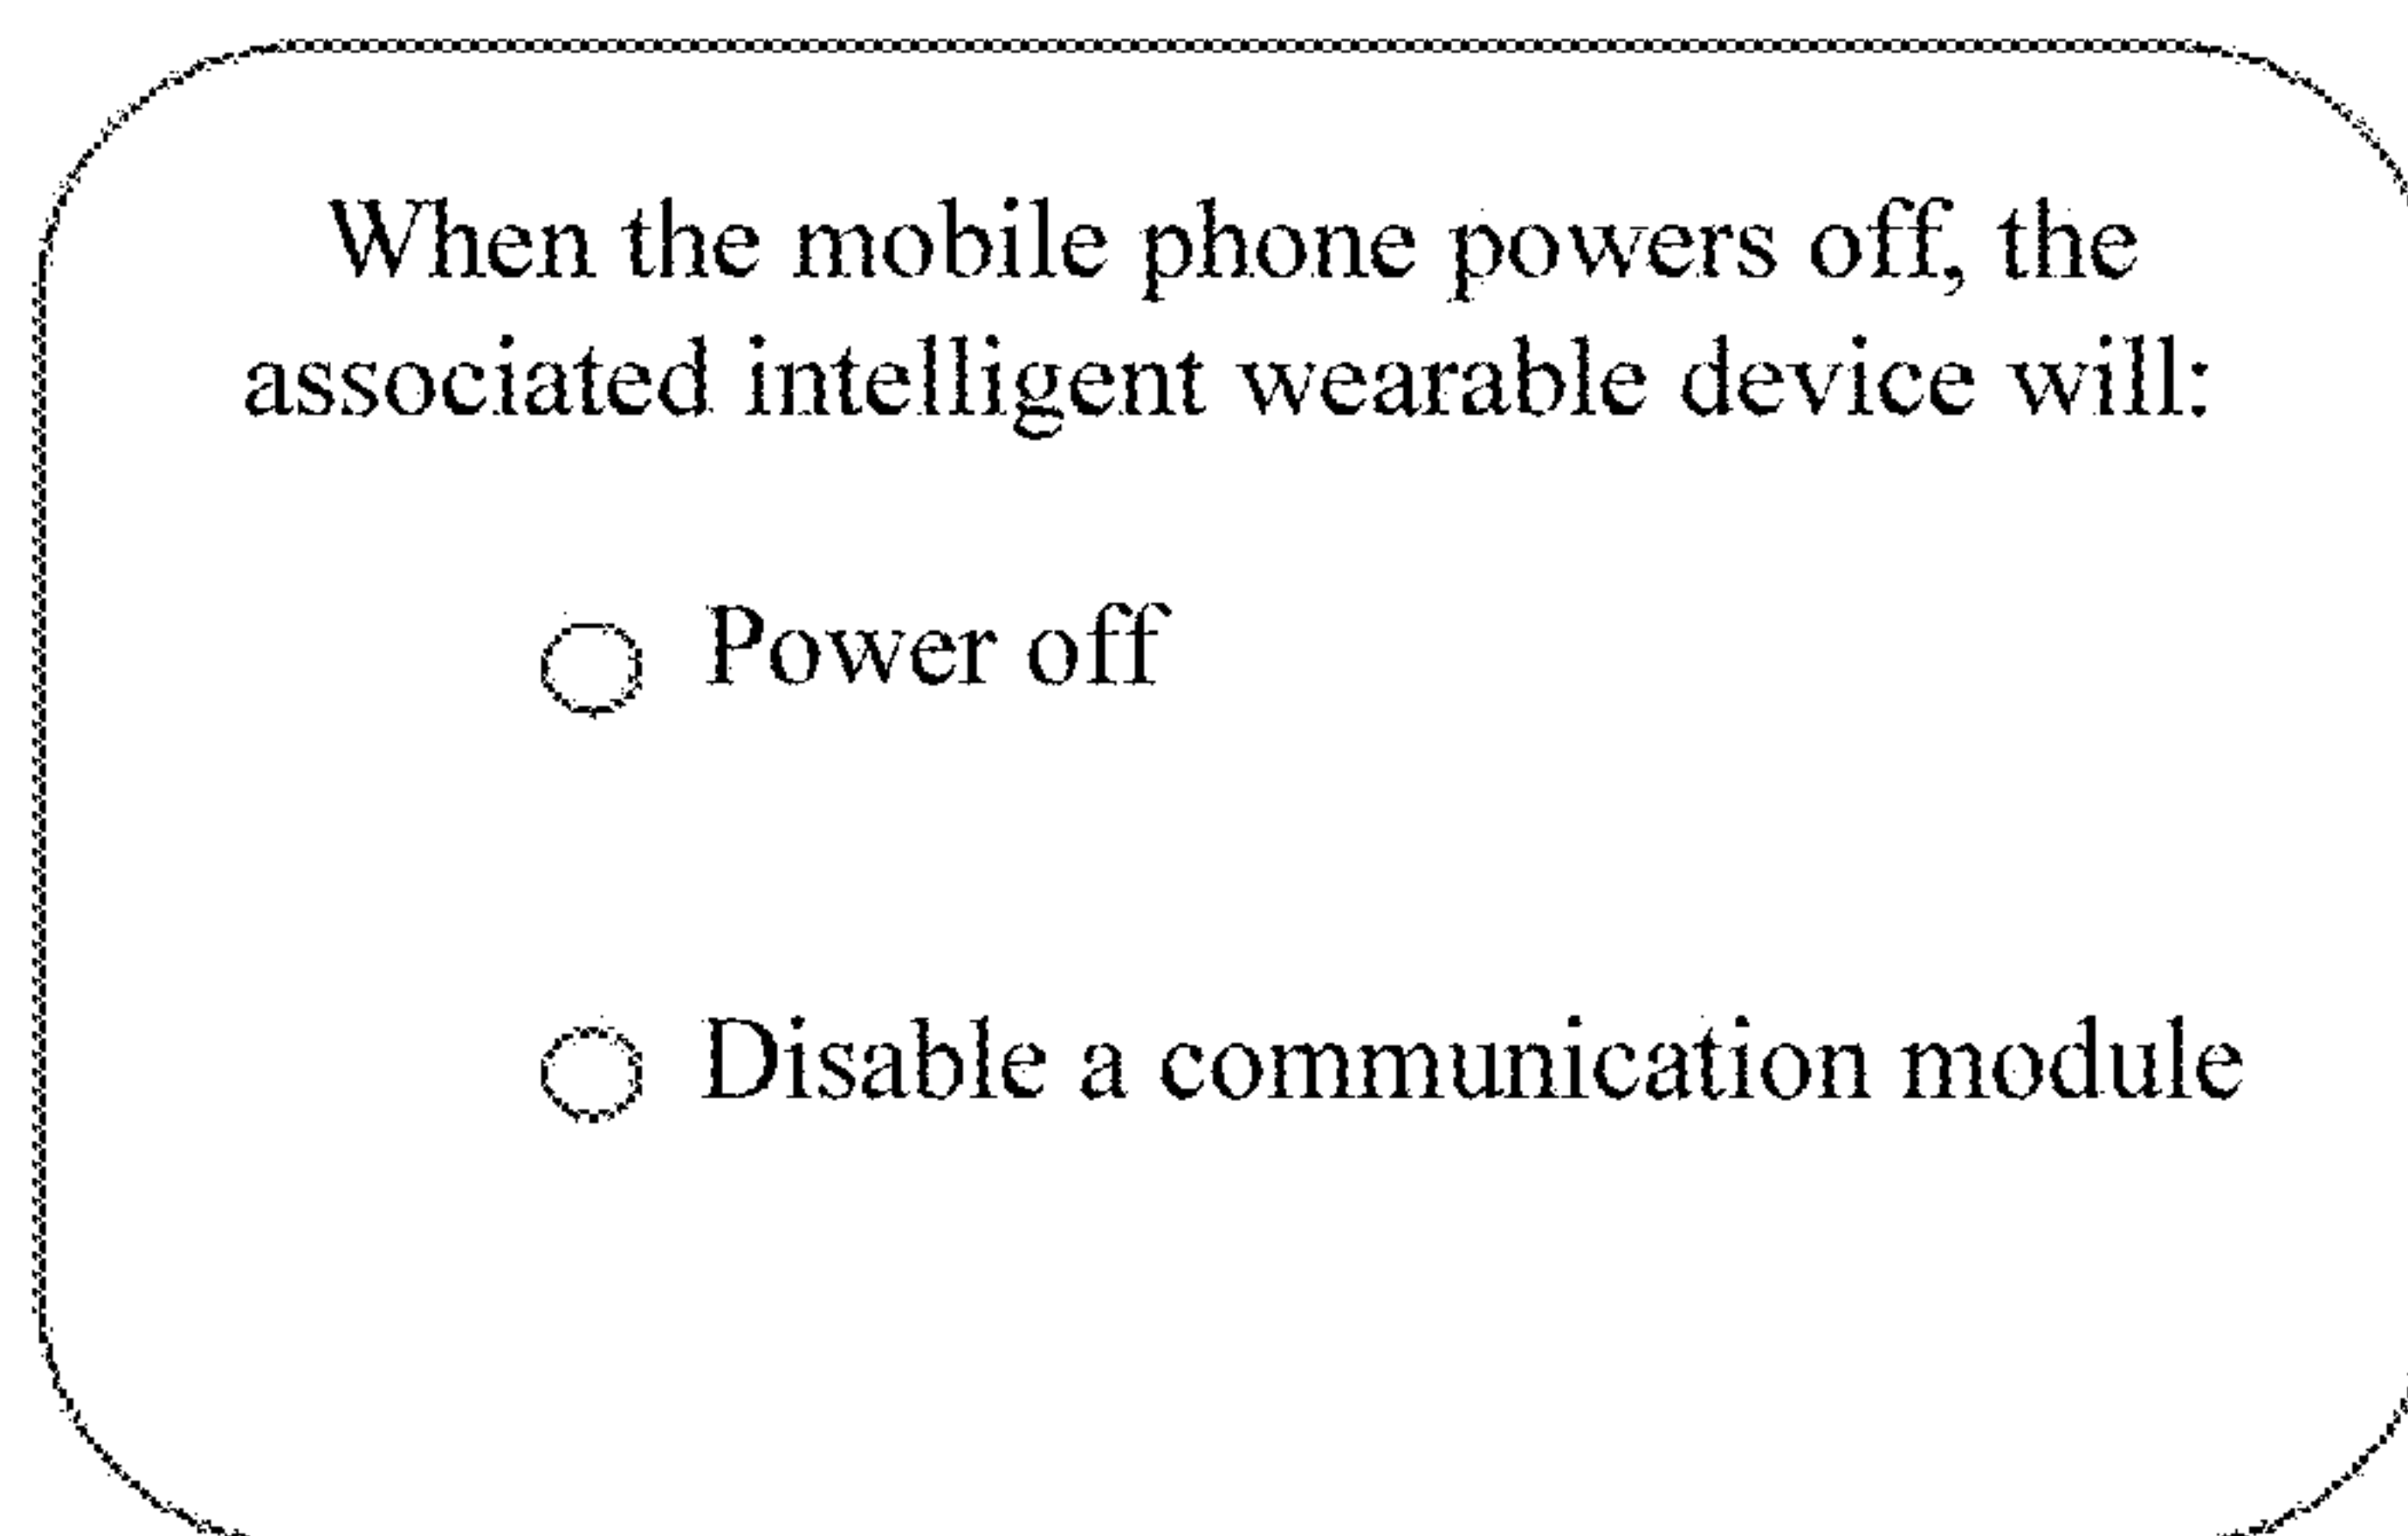 When the mobile phone powers off, the
associated intelligent wearable device will:
Power off
Disable a communication module